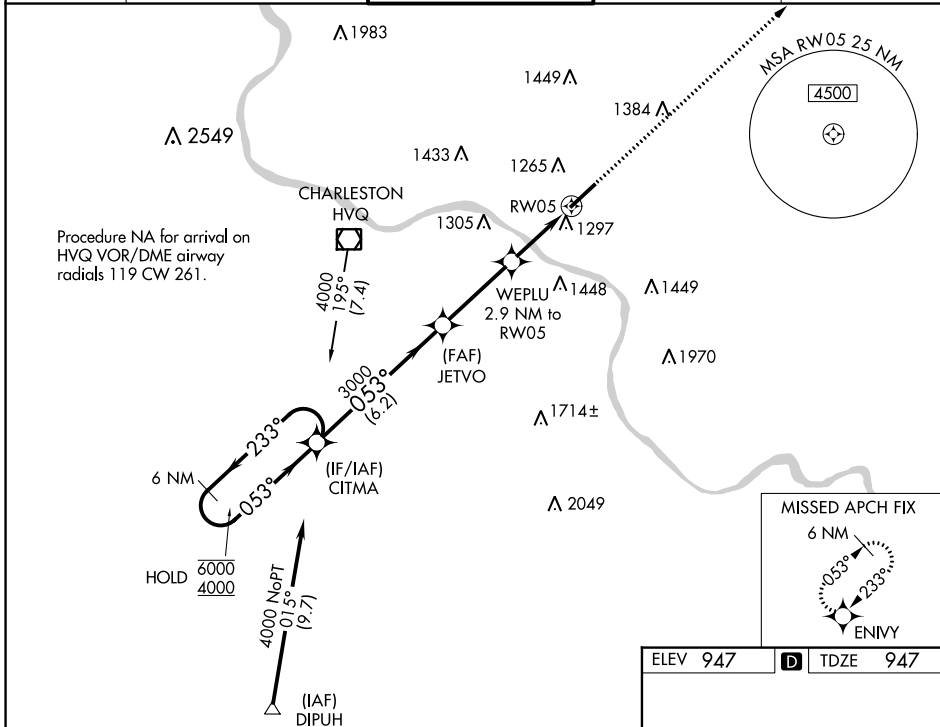 1983
MSA RW05 25 NM
4500
1449
1384
2549
1433
1265
CHARLESTON
HVQ
RW05
1305
1297
Procedure NA for arrival on
HVQ VOR/DME airway
radials 119 CW 261.
4000
195°
(7.4)
WEPLU
2.9 NM to
RW05
1448
1449
(FAF)
JETVO
1970
3000
053°
(6.2)
1714±
233°
6 NM
053°
(IF/IAF)
CITMA
2049
HOLD
6000
4000
4000 NoPT
015°
(9.7)
(IAF)
DIPUH
MISSED APCH FIX
6 NM
053°
233°
ENIVY
ELEV 947 D TDZE 947